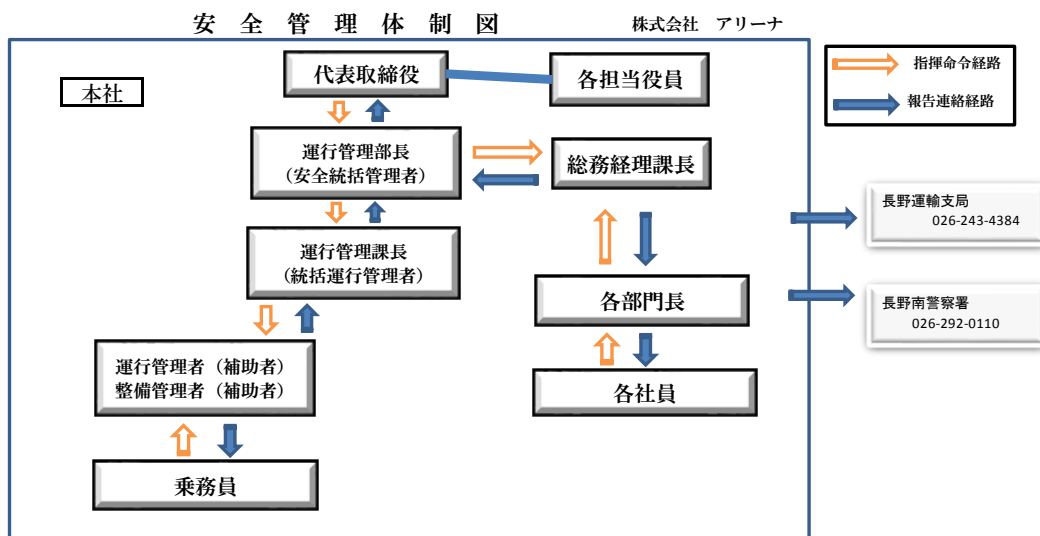 安全管理体制図
株式会社 アリーナ
本社
代表取締役
各担当役員
指揮命令経路
報告連絡経路
運行管理部長
(安全統括管理者)
総務経理課長
長野運輸支局
026-243-4384
運行管理課長
(統括運行管理者)
各部門長
長野南警察署
026-292-0110
運行管理者（補助者）
整備管理者（補助者）
各社員
乗務員